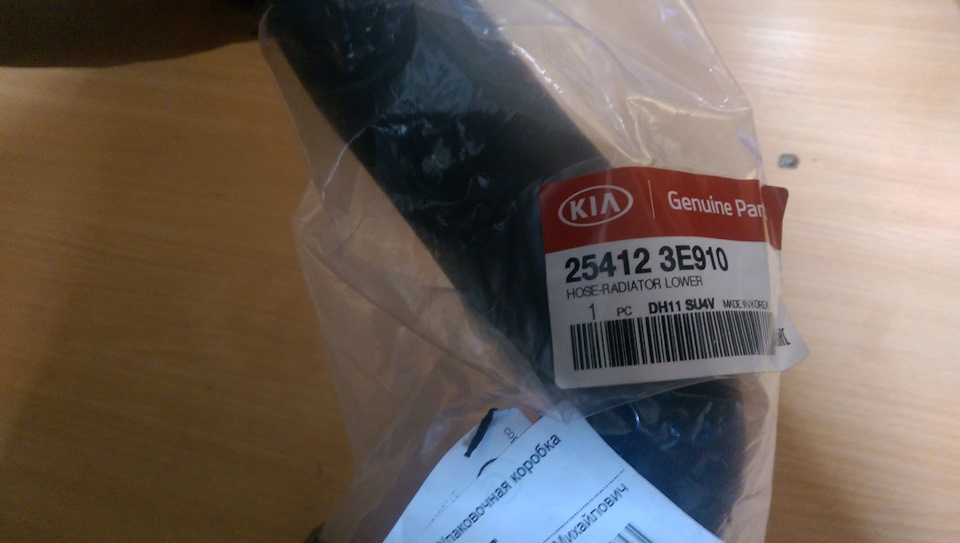 KIA Genuine Par
25412 3E910
HOSE-RADIATOR LOWER
1 PC DH11 SU4V MADE IN KOREA
Упаковочная коробка
Михайлович